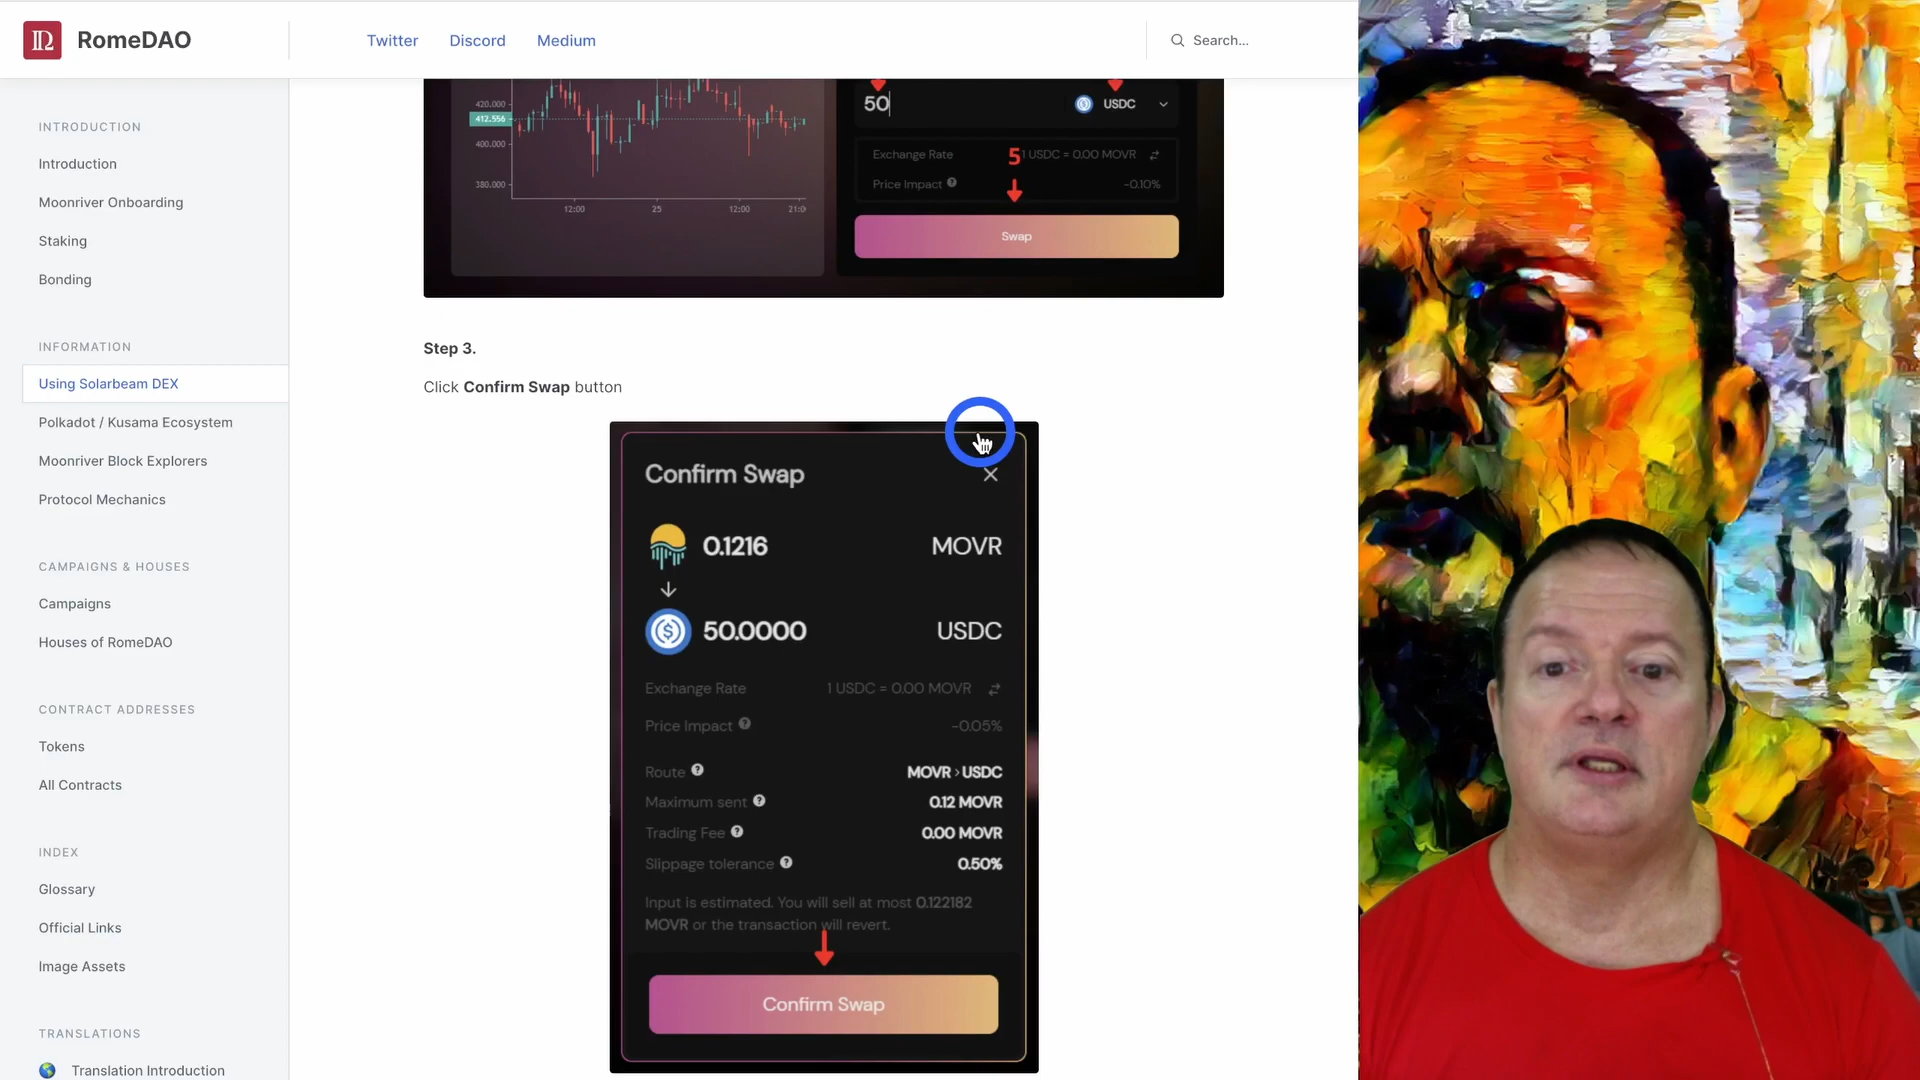 RomeDAO
Twitter Discord Medium
Search...
INTRODUCTION
Introduction
Moonriver Onboarding
Staking
Bonding
INFORMATION
Using Solarbeam DEX
Polkadot / Kusama Ecosystem
Moonriver Block Explorers
Protocol Mechanics
CAMPAIGNS & HOUSES
Campaigns
Houses of RomeDAO
CONTRACT ADDRESSES
Tokens
All Contracts
INDEX
Glossary
Official Links
Image Assets
TRANSLATIONS
Translation Introduction
420.000
412.556
400.000
380.000
12:00 25 12:00 21:0
50 USDC
Exchange Rate 5 1 USDC = 0.00 MOVR
Price Impact ? -0.10%
Swap
Step 3.
Click Confirm Swap button
Confirm Swap
0.1216 MOVR
50.0000 USDC
Exchange Rate 1 USDC = 0.00 MOVR
Price Impact ? -0.05%
Route ? MOVR > USDC
Maximum sent ? 0.12 MOVR
Trading Fee ? 0.00 MOVR
Slippage tolerance ? 0.50%
Input is estimated. You will sell at most 0.122182
MOVR or the transaction will revert.
Confirm Swap